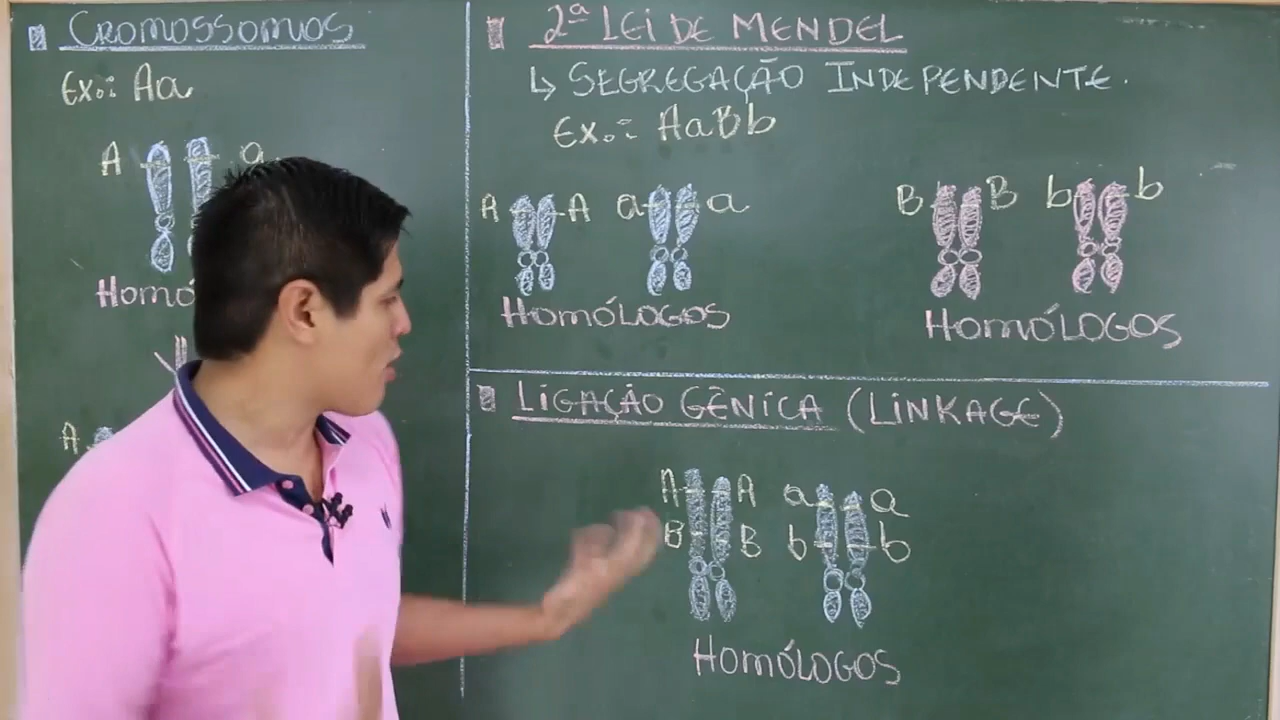 CROMOSSOMOS
Ex.: Aa
A a
Homó
A
2ª LEI DE MENDEL
↳ SEGREGAÇÃO INDEPENDENTE.
Ex.: AaBb
A A a a B B b b
HOMÓLOGOS HOMÓLOGOS
LIGAÇÃO GÊNICA (LINKAGE)
A A a a
B B b b
HOMÓLOGOS